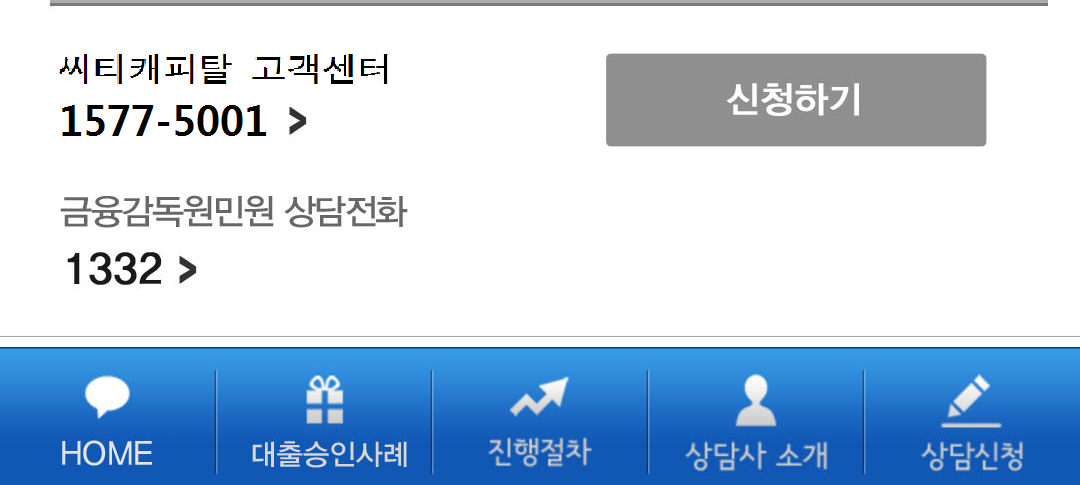 씨티캐피탈 고객센터
1577-5001 >
신청하기
금융감독원민원 상담전화
1332 >
HOME
대출승인사례
진행절차
상담사 소개
상담신청